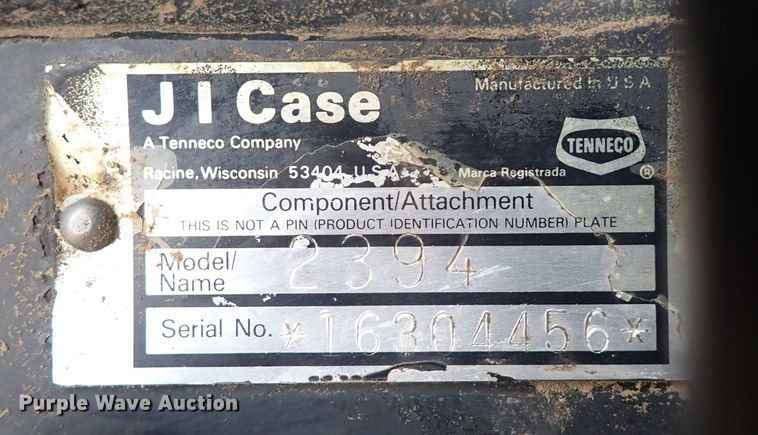 J I Case
Manufactured in U S A
A Tenneco Company
TENNECO
Racine, Wisconsin 53404 U.S.A.
Marca Registrada ®
Component/Attachment
THIS IS NOT A PIN (PRODUCT IDENTIFICATION NUMBER) PLATE
Model/
Name 2394
Serial No. *16304456*
Purple Wave Auction